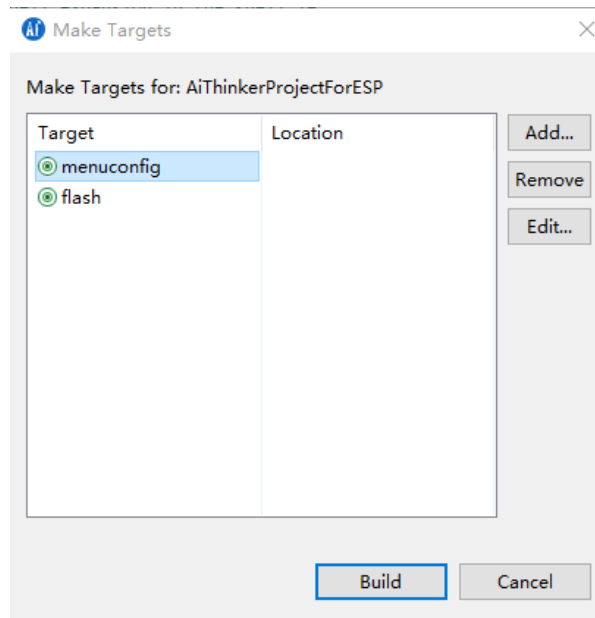 Make Targets
Make Targets for: AiThinkerProjectForESP
Target Location Add...
menuconfig Remove
flash Edit...
Build Cancel